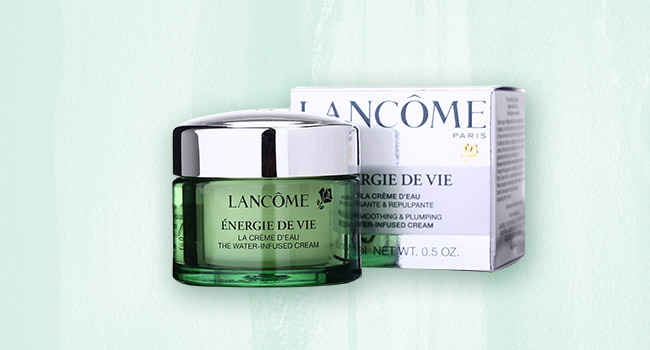 LANCÔME
ÉNERGIE DE VIE
LA CRÈME D'EAU
THE WATER-INFUSED CREAM
LANCÔME
PARIS
DE VIE
LA CRÈME D'EAU
& REPULPANTE
SMOOTHING & PLUMPING
WATER-INFUSED CREAM
NET WT. 0.5 OZ.